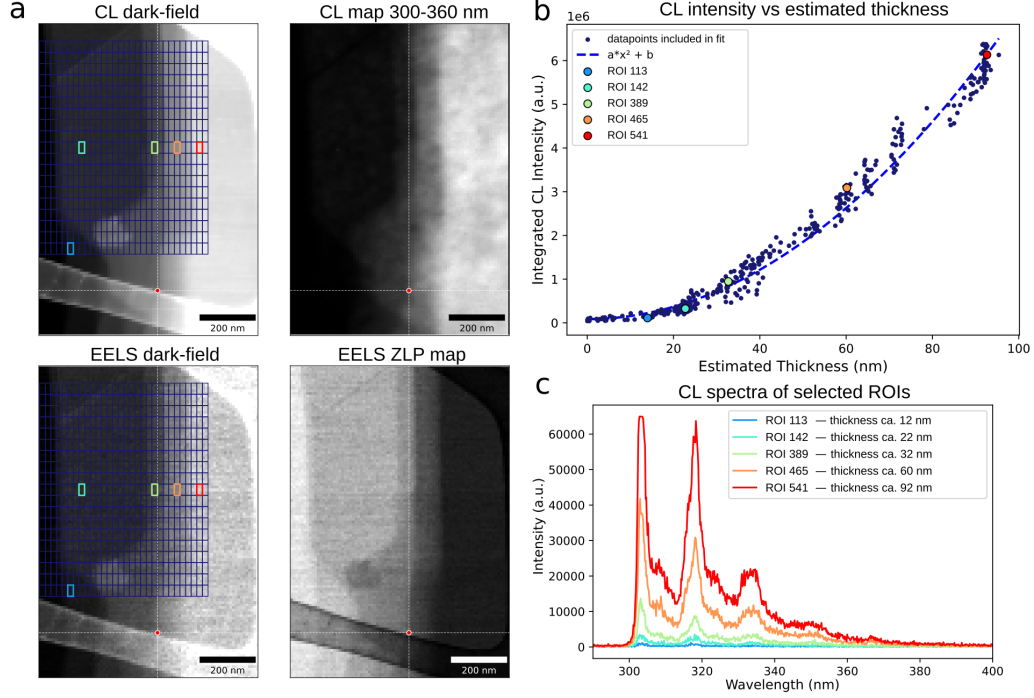 a
CL dark-field
CL map 300-360 nm
200 nm
200 nm
EELS dark-field
EELS ZLP map
200 nm
200 nm
b
CL intensity vs estimated thickness
1e6
datapoints included in fit
a*x² + b
ROI 113
ROI 142
ROI 389
ROI 465
ROI 541
6
5
4
3
2
1
0
Integrated CL Intensity (a.u.)
0
20
40
60
80
100
Estimated Thickness (nm)
c
CL spectra of selected ROIs
ROI 113 — thickness ca. 12 nm
ROI 142 — thickness ca. 22 nm
ROI 389 — thickness ca. 32 nm
ROI 465 — thickness ca. 60 nm
ROI 541 — thickness ca. 92 nm
60000
50000
40000
30000
20000
10000
0
Intensity (a.u.)
300
320
340
360
380
400
Wavelength (nm)